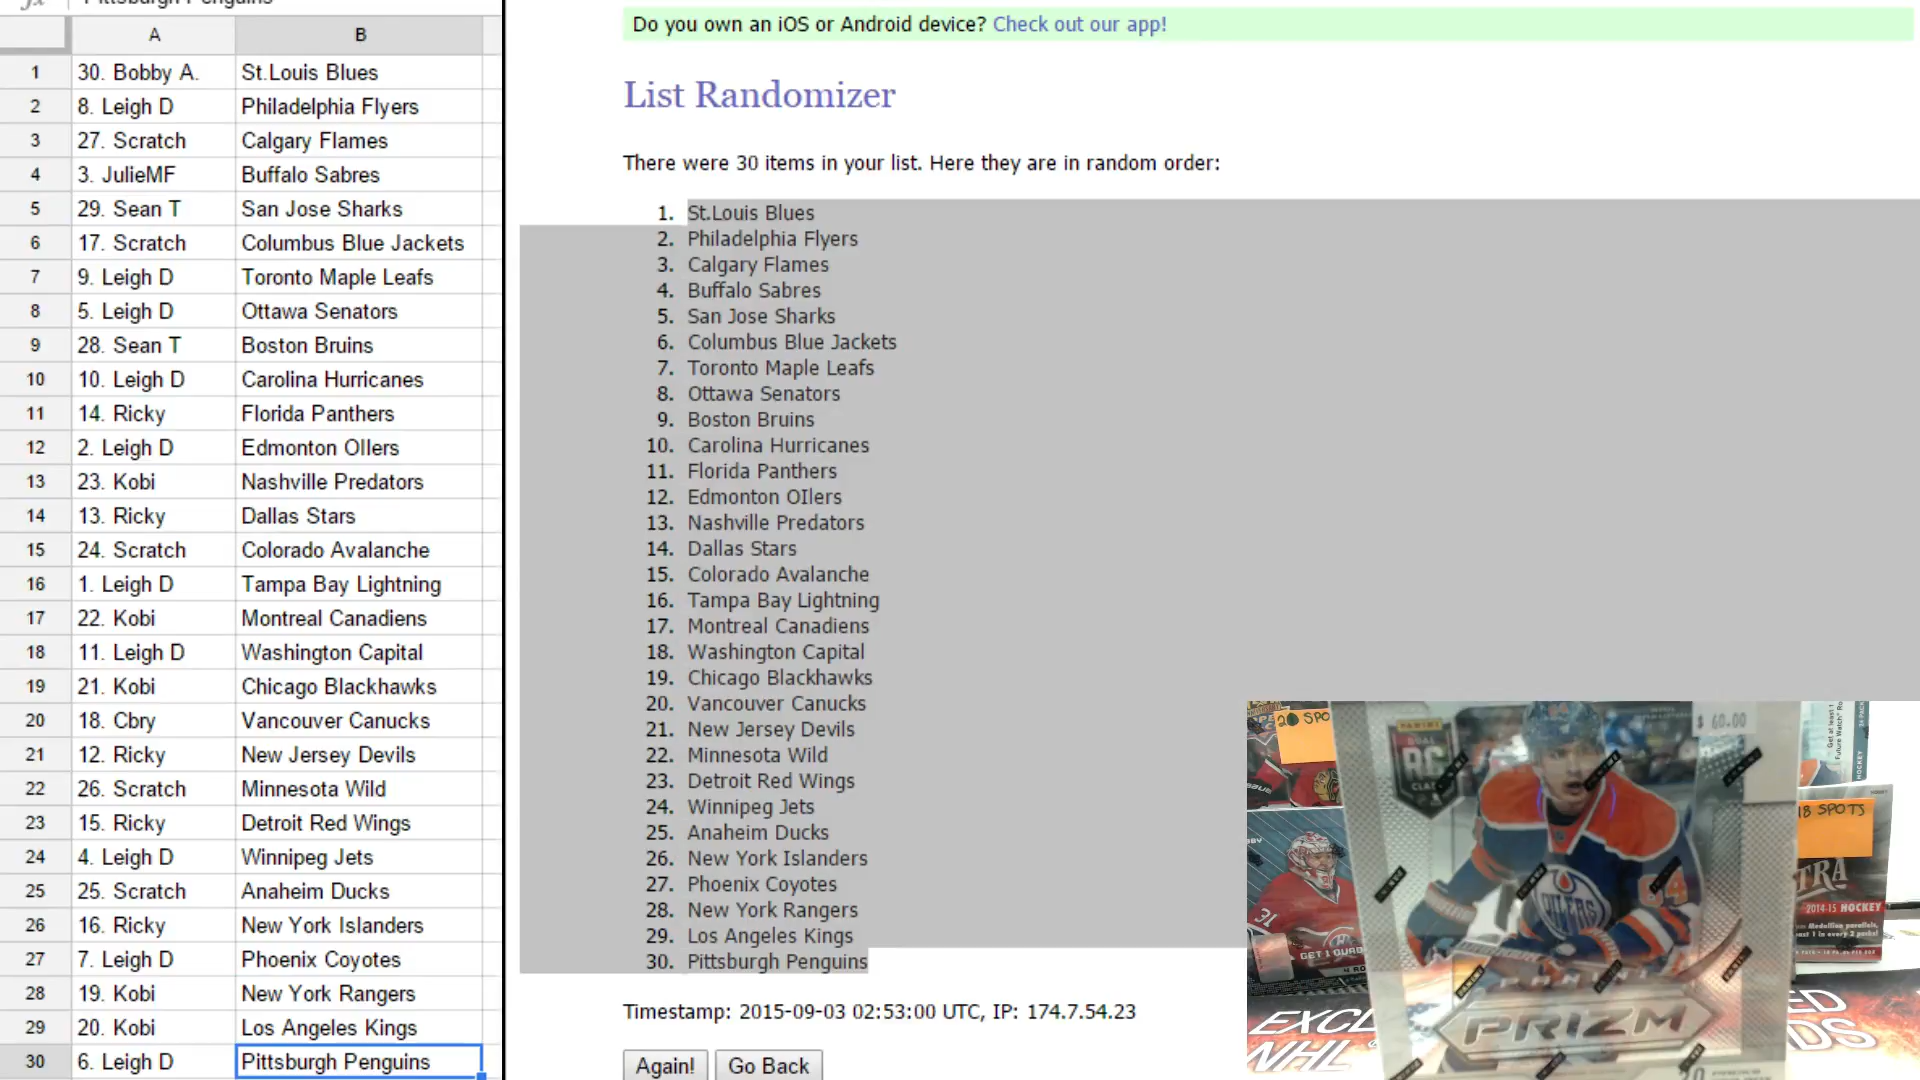 Pittsburgh Penguins
A B
1 30. Bobby A. St.Louis Blues
2 8. Leigh D Philadelphia Flyers
3 27. Scratch Calgary Flames
4 3. JulieMF Buffalo Sabres
5 29. Sean T San Jose Sharks
6 17. Scratch Columbus Blue Jackets
7 9. Leigh D Toronto Maple Leafs
8 5. Leigh D Ottawa Senators
9 28. Sean T Boston Bruins
10 10. Leigh D Carolina Hurricanes
11 14. Ricky Florida Panthers
12 2. Leigh D Edmonton OIlers
13 23. Kobi Nashville Predators
14 13. Ricky Dallas Stars
15 24. Scratch Colorado Avalanche
16 1. Leigh D Tampa Bay Lightning
17 22. Kobi Montreal Canadiens
18 11. Leigh D Washington Capital
19 21. Kobi Chicago Blackhawks
20 18. Cbry Vancouver Canucks
21 12. Ricky New Jersey Devils
22 26. Scratch Minnesota Wild
23 15. Ricky Detroit Red Wings
24 4. Leigh D Winnipeg Jets
25 25. Scratch Anaheim Ducks
26 16. Ricky New York Islanders
27 7. Leigh D Phoenix Coyotes
28 19. Kobi New York Rangers
29 20. Kobi Los Angeles Kings
30 6. Leigh D Pittsburgh Penguins
Do you own an iOS or Android device? Check out our app!
List Randomizer
There were 30 items in your list. Here they are in random order:
1. St.Louis Blues
2. Philadelphia Flyers
3. Calgary Flames
4. Buffalo Sabres
5. San Jose Sharks
6. Columbus Blue Jackets
7. Toronto Maple Leafs
8. Ottawa Senators
9. Boston Bruins
10. Carolina Hurricanes
11. Florida Panthers
12. Edmonton OIlers
13. Nashville Predators
14. Dallas Stars
15. Colorado Avalanche
16. Tampa Bay Lightning
17. Montreal Canadiens
18. Washington Capital
19. Chicago Blackhawks
20. Vancouver Canucks
21. New Jersey Devils
22. Minnesota Wild
23. Detroit Red Wings
24. Winnipeg Jets
25. Anaheim Ducks
26. New York Islanders
27. Phoenix Coyotes
28. New York Rangers
29. Los Angeles Kings
30. Pittsburgh Penguins
Timestamp: 2015-09-03 02:53:00 UTC, IP: 174.7.54.23
Again! Go Back
20 SPO
$ 60.00
PANINI
DUAL
RC
CLASS
OILERS
PRIZM
18 SPOTS
TRA
2014-15 HOCKEY
31
GET 1 QUAD
EXCL
NHL